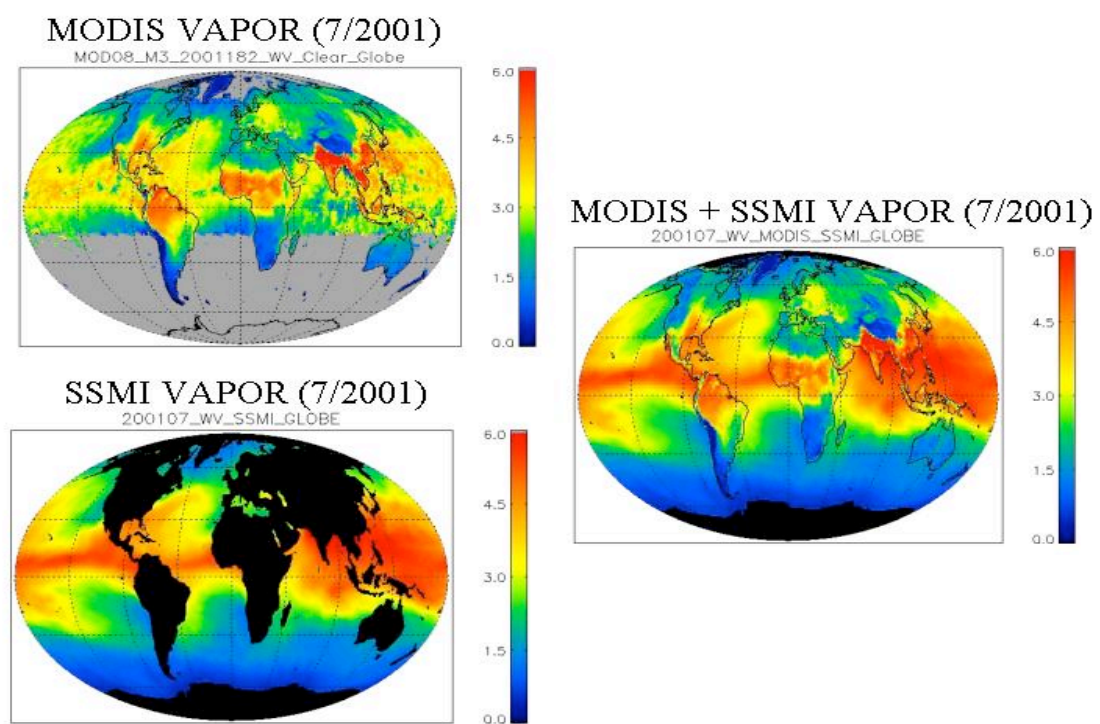 MODIS VAPOR (7/2001)
MOD08_M3_2001182_WV_Clear_Globe
6.0
4.5
3.0
1.5
0.0
SSMI VAPOR (7/2001)
200107_WV_SSMI_GLOBE
6.0
4.5
3.0
1.5
0.0
MODIS + SSMI VAPOR (7/2001)
200107_WV_MODIS_SSMI_GLOBE
6.0
4.5
3.0
1.5
0.0